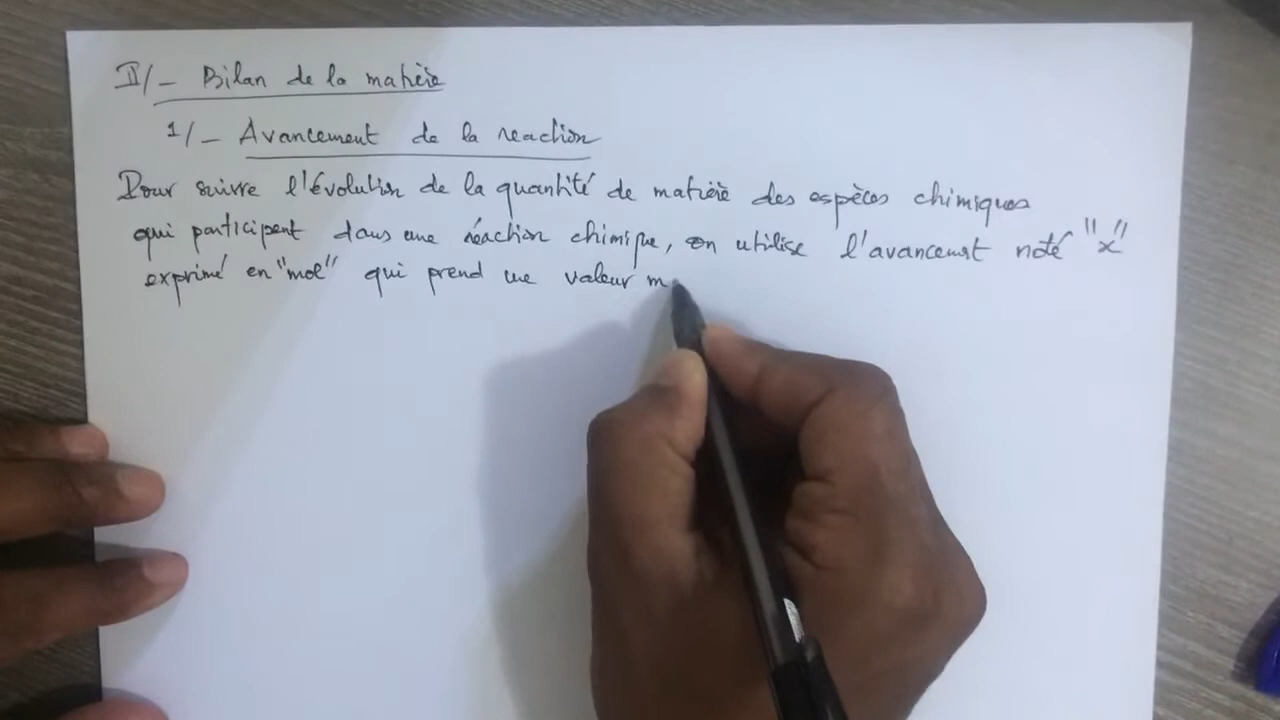 II/- Bilan de la matière
1/- Avancement de la reaction
Pour suivre l'évolution de la quantité de matière des espèces chimiques
qui participent dans une réaction chimique, on utilise l'avancement noté "x"
exprimé en "mol" qui prend une valeur m